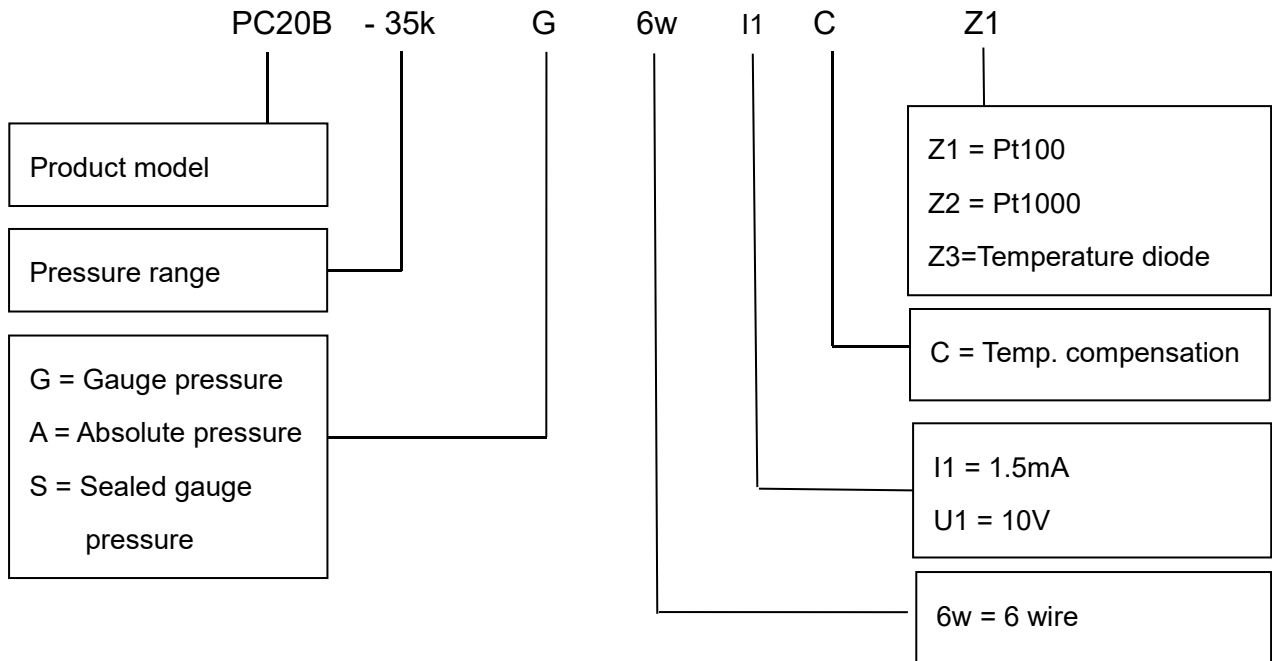 PC20B - 35k G 6w I1 C Z1
Product model
Pressure range
G = Gauge pressure
A = Absolute pressure
S = Sealed gauge
pressure
Z1 = Pt100
Z2 = Pt1000
Z3=Temperature diode
C = Temp. compensation
I1 = 1.5mA
U1 = 10V
6w = 6 wire